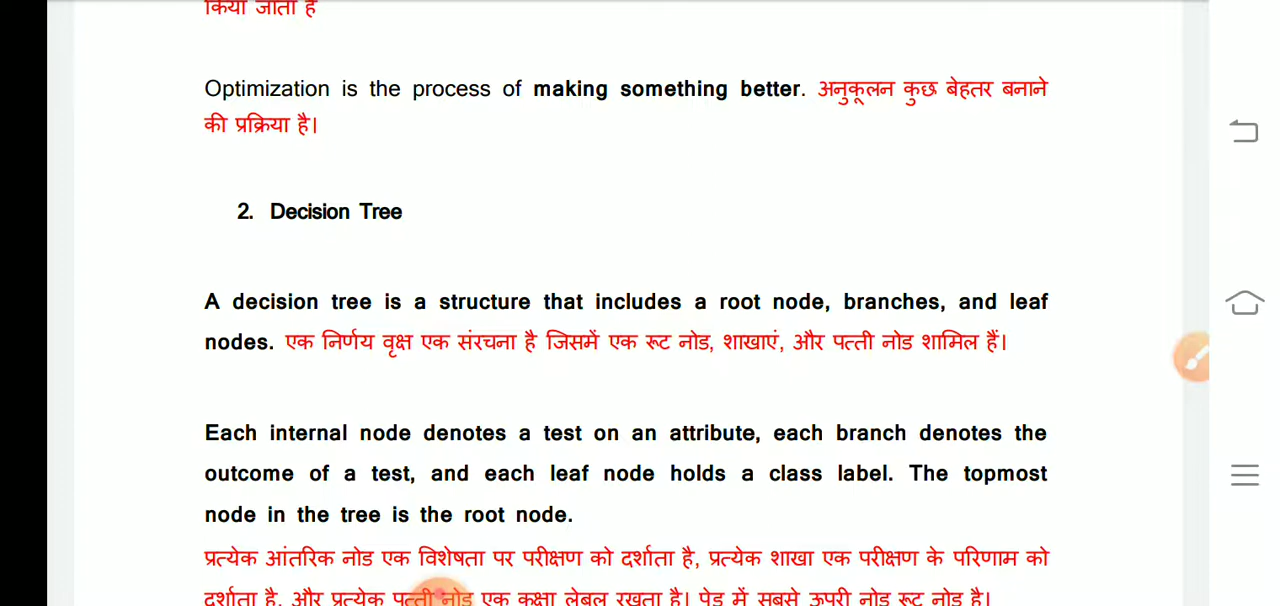 किया जाता है
Optimization is the process of making something better. अनुकूलन कुछ बेहतर बनाने
की प्रक्रिया है।
2. Decision Tree
A decision tree is a structure that includes a root node, branches, and leaf
nodes. एक निर्णय वृक्ष एक संरचना है जिसमें एक रूट नोड, शाखाएं, और पत्ती नोड शामिल हैं।
Each internal node denotes a test on an attribute, each branch denotes the
outcome of a test, and each leaf node holds a class label. The topmost
node in the tree is the root node.
प्रत्येक आंतरिक नोड एक विशेषता पर परीक्षण को दर्शाता है, प्रत्येक शाखा एक परीक्षण के परिणाम को
दर्शाता है, और प्रत्येक पत्ती नोड एक कक्षा लेबल रखता है। पेड़ में सबसे ऊपरी नोड रूट नोड है।